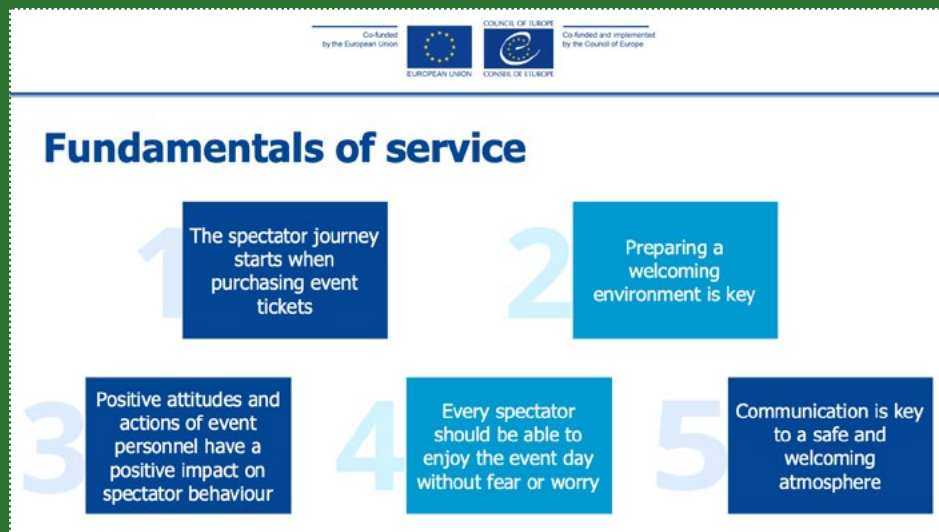 Co-funded
by the European Union
EUROPEAN UNION
COUNCIL OF EUROPE
CONSEIL DE L'EUROPE
Co-funded and implemented
by the Council of Europe
Fundamentals of service
1
The spectator journey
starts when
purchasing event
tickets
2
Preparing a
welcoming
environment is key
3
Positive attitudes and
actions of event
personnel have a
positive impact on
spectator behaviour
4
Every spectator
should be able to
enjoy the event day
without fear or worry
5
Communication is key
to a safe and
welcoming
atmosphere